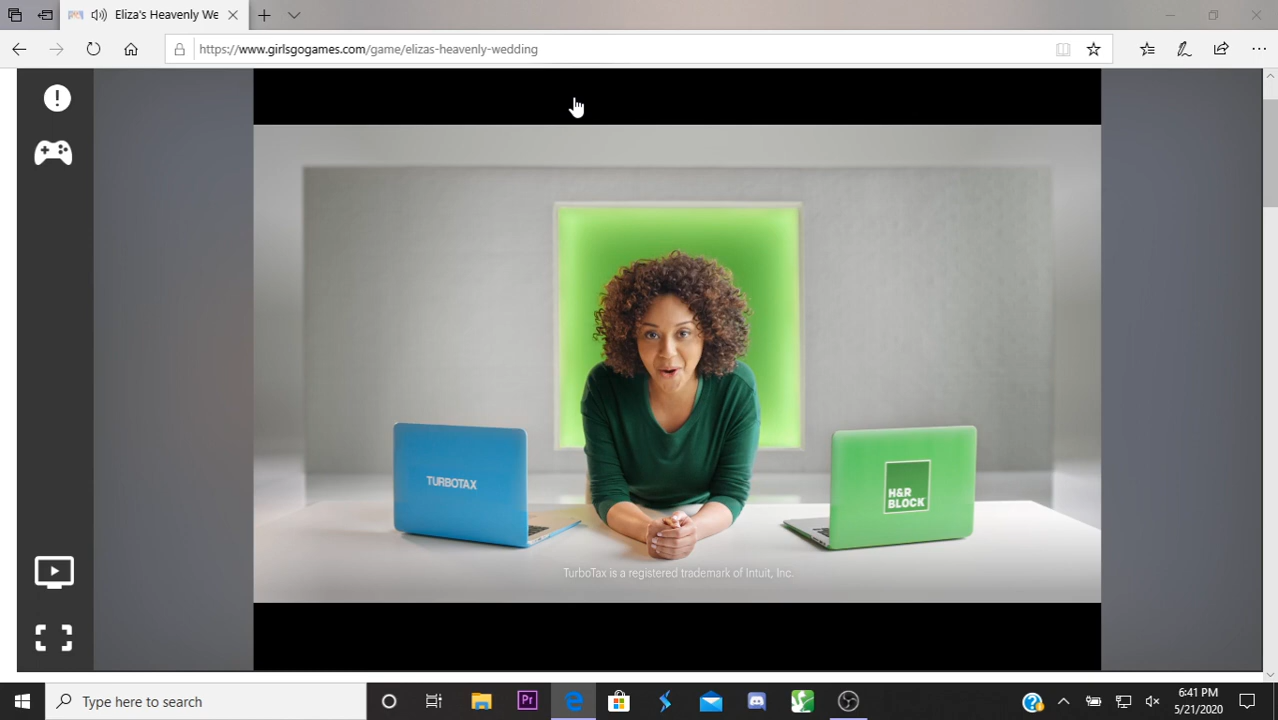 Eliza's Heavenly We
https://www.girlsgogames.com/game/elizas-heavenly-wedding
TURBOTAX
H&R
BLOCK
TurboTax is a registered trademark of Intuit, Inc.
Type here to search
Pr
6:41 PM
5/21/2020